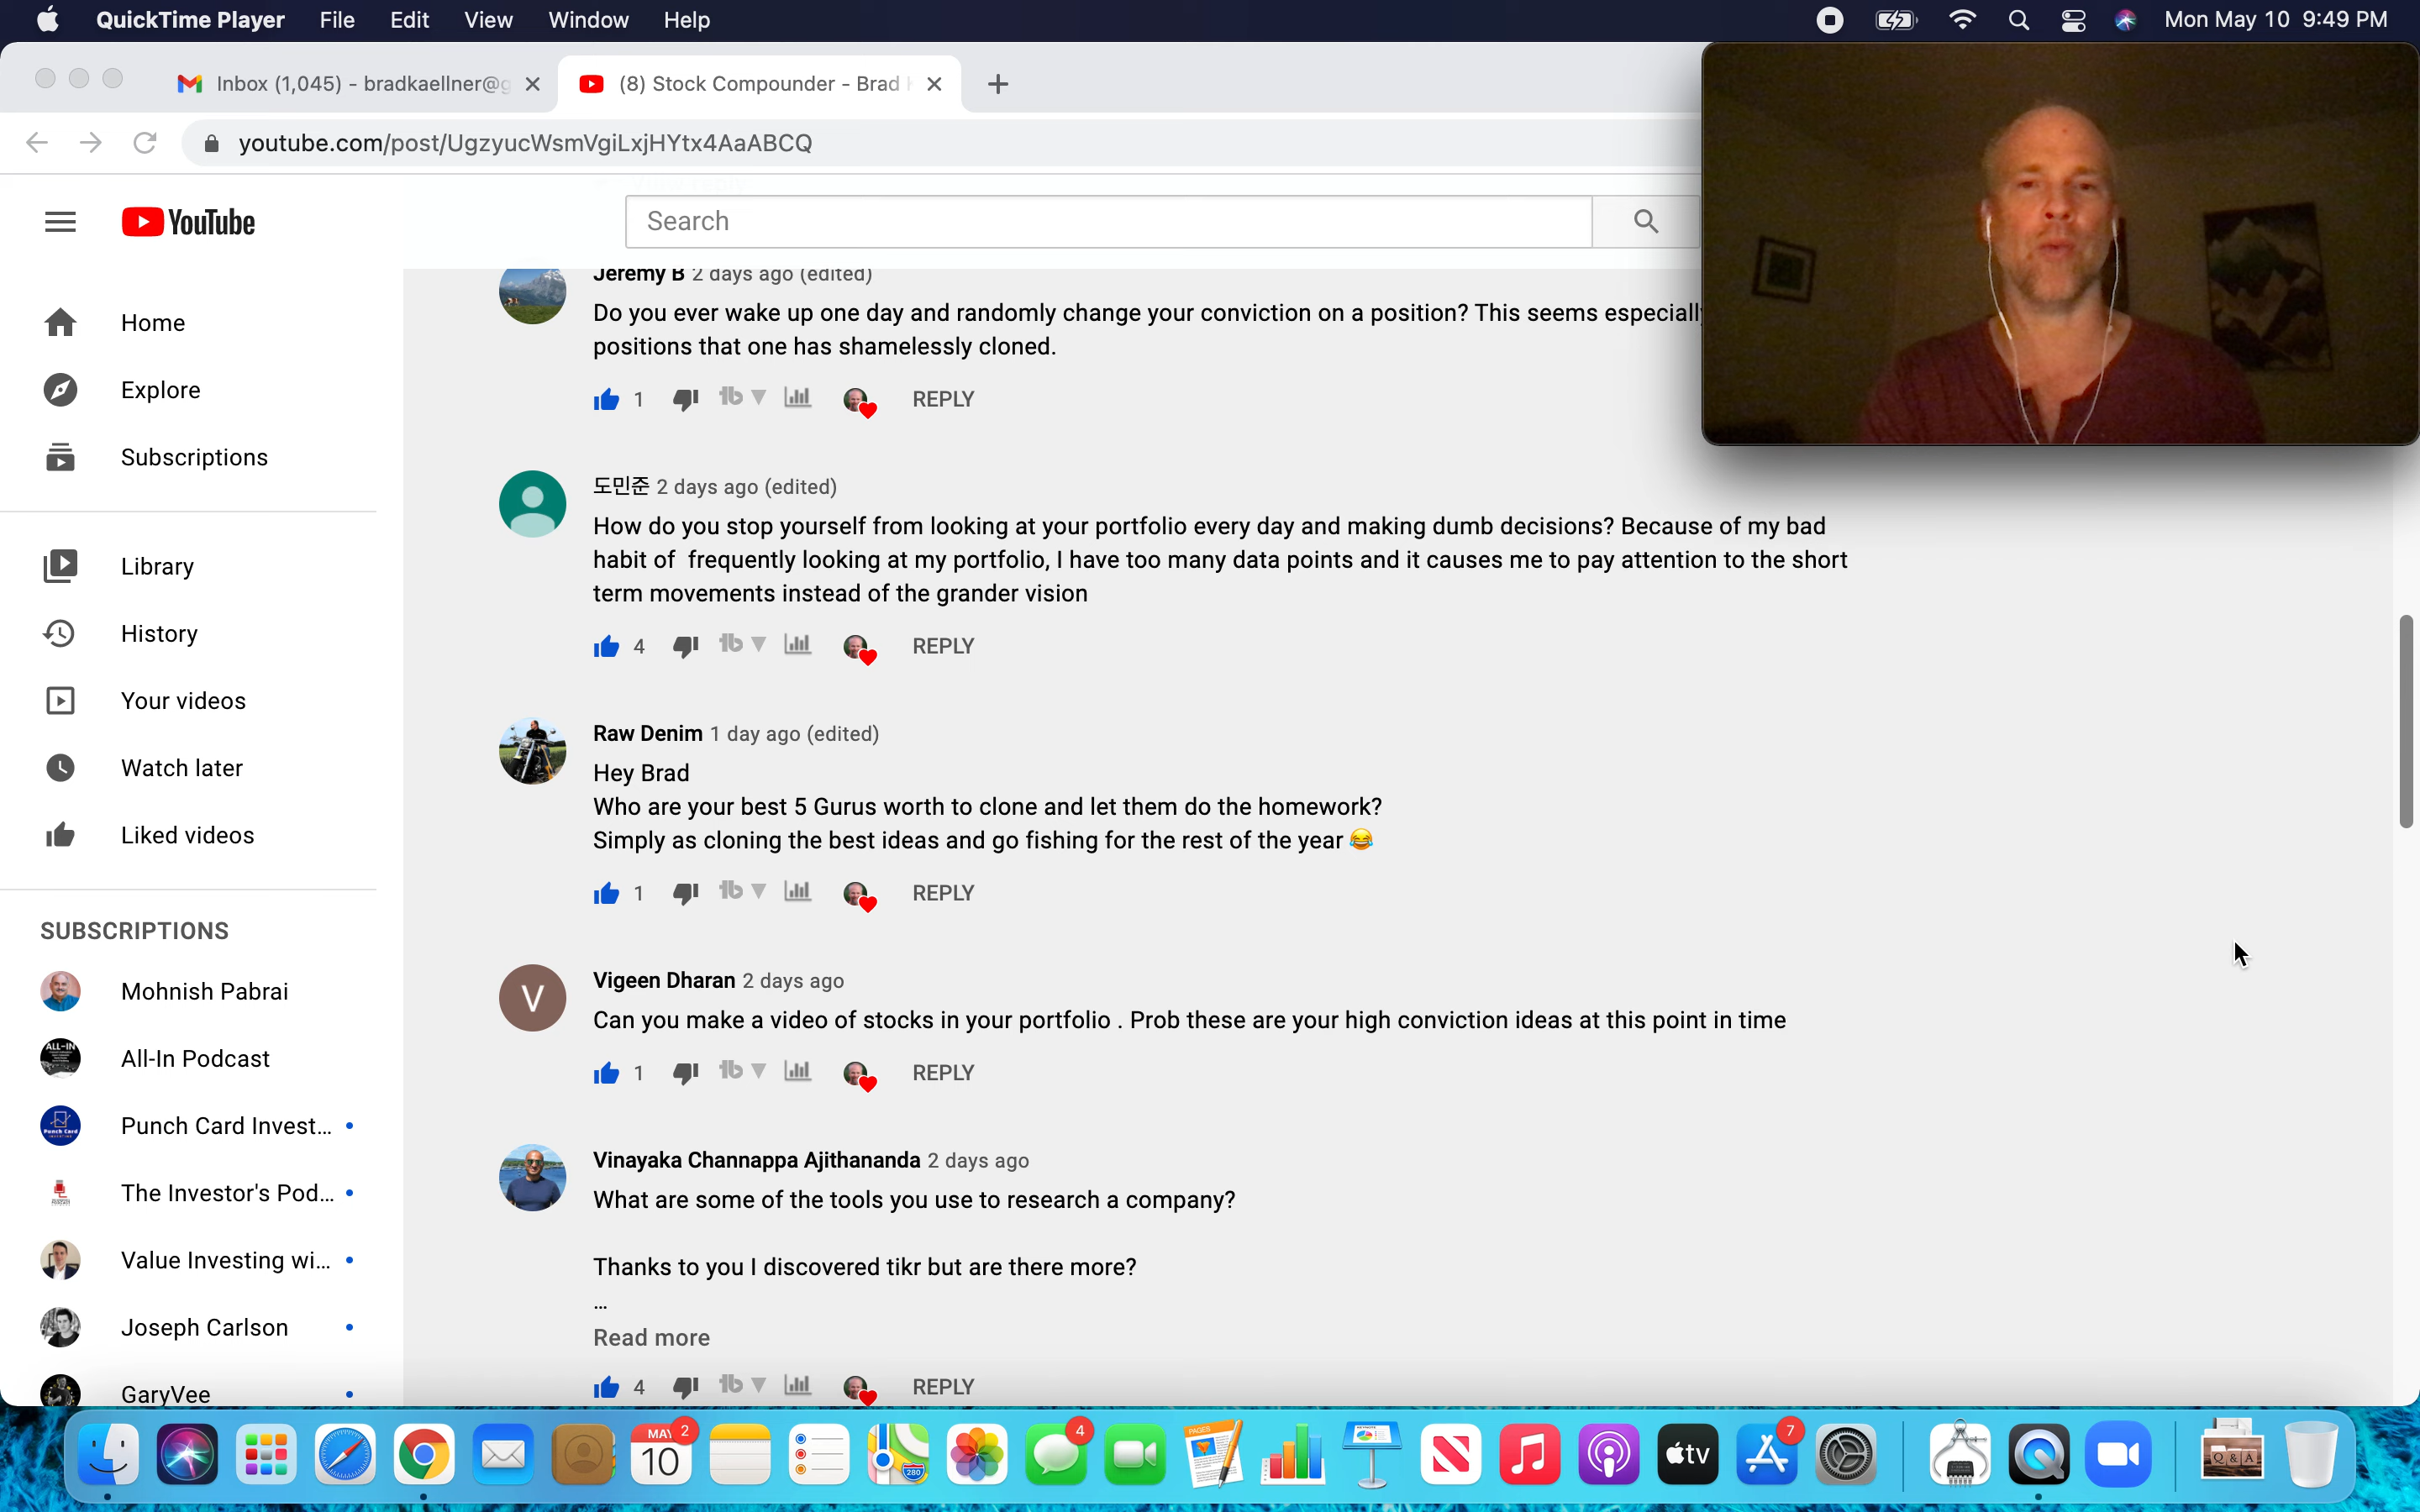 QuickTime Player File Edit View Window Help Mon May 10 9:49 PM
Inbox (1,045) - bradkaellner@g
(8) Stock Compounder - Brad
youtube.com/post/UgzyucWsmVgiLxjHYtx4AaABCQ
YouTube
Search
Home
Explore
Subscriptions
Library
History
Your videos
Watch later
Liked videos
SUBSCRIPTIONS
Mohnish Pabrai
All-In Podcast
Punch Card Invest...
The Investor's Pod...
Value Investing wi...
Joseph Carlson
GaryVee
Jeremy B 2 days ago (edited)
Do you ever wake up one day and randomly change your conviction on a position? This seems especially
positions that one has shamelessly cloned.
1 REPLY
도민준 2 days ago (edited)
How do you stop yourself from looking at your portfolio every day and making dumb decisions? Because of my bad
habit of frequently looking at my portfolio, I have too many data points and it causes me to pay attention to the short
term movements instead of the grander vision
4 REPLY
Raw Denim 1 day ago (edited)
Hey Brad
Who are your best 5 Gurus worth to clone and let them do the homework?
Simply as cloning the best ideas and go fishing for the rest of the year 😂
1 REPLY
V
Vigeen Dharan 2 days ago
Can you make a video of stocks in your portfolio . Prob these are your high conviction ideas at this point in time
1 REPLY
Vinayaka Channappa Ajithananda 2 days ago
What are some of the tools you use to research a company?
Thanks to you I discovered tikr but are there more?
...
Read more
4 REPLY
MAY 2
10
4
PAGES
280
tv
7
Q&A